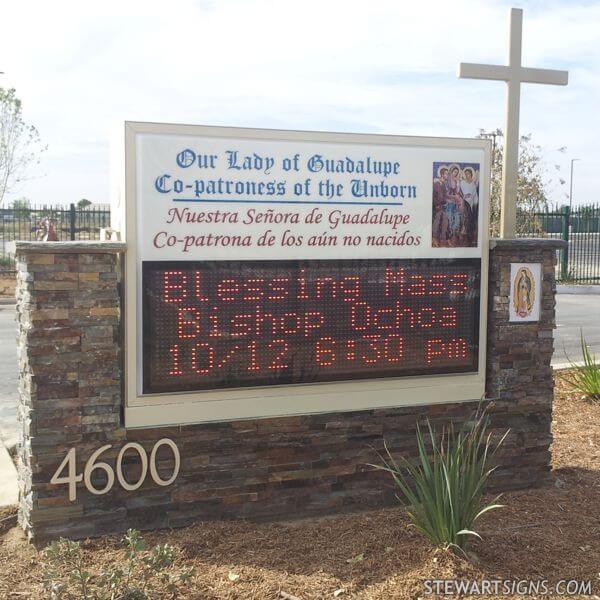 Our Lady of Guadalupe
Co-patroness of the Unborn
Nuestra Señora de Guadalupe
Co-patrona de los aún no nacidos
Blessing Mass
Bishop Ochoa
10/12 6:30 pm
4600
STEWARTSIGNS.COM